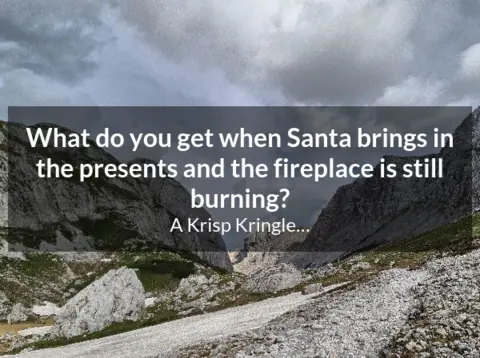 What do you get when Santa brings in
the presents and the fireplace is still
burning?
A Krisp Kringle...